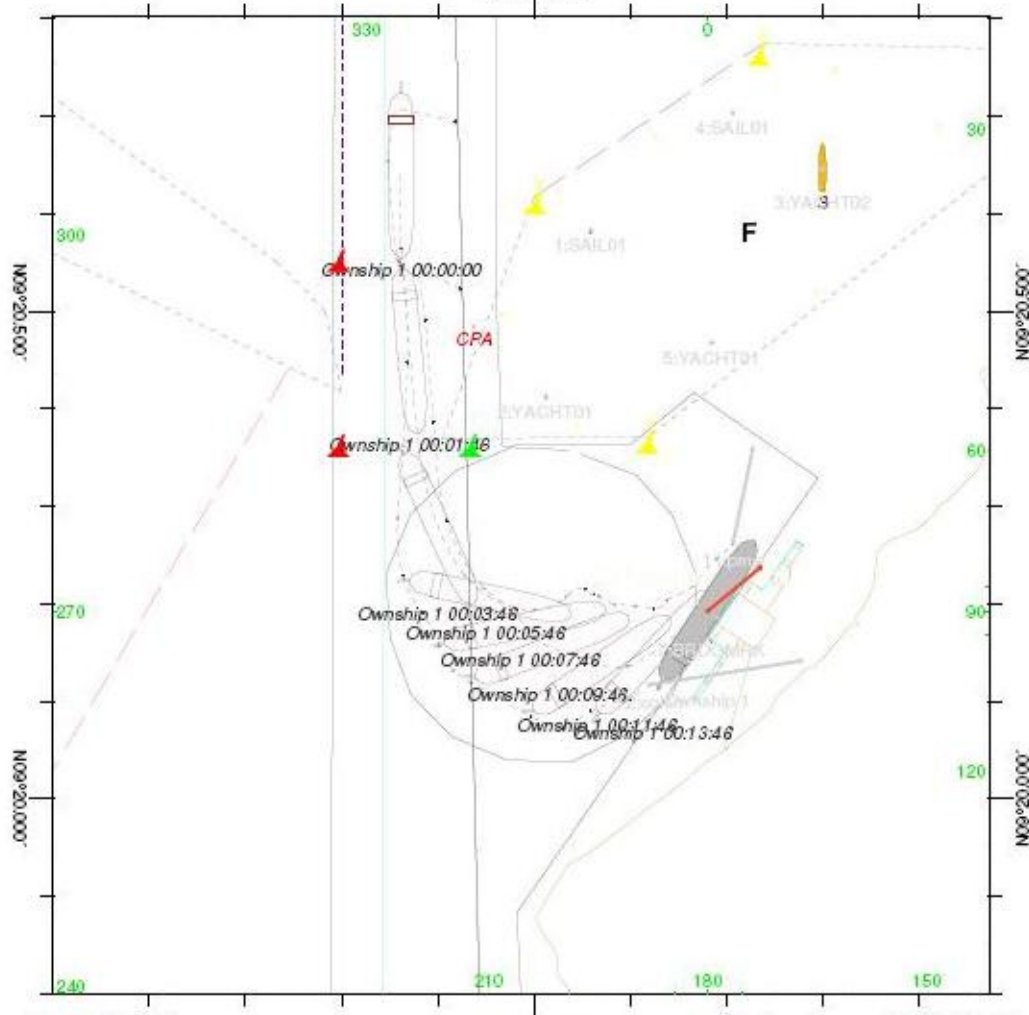 330
0
30
4:SAIL01
3:YACHT02
3
F
300
1:SAIL01
Ownship 1 00:00:00
N09°20.500'
N09°20.500'
CPA
5:YACHT01
2:YACHT01
Ownship 1 00:01:46
60
270
90
Ownship 1 00:03:46
Ownship 1 00:05:46
Ownship 1 00:07:46
Ownship 1 00:09:46.
Ownship 1
Ownship 1 00:11:46
Ownship 1 00:13:46
N09°20.000'
N09°20.000'
120
240
210
180
150